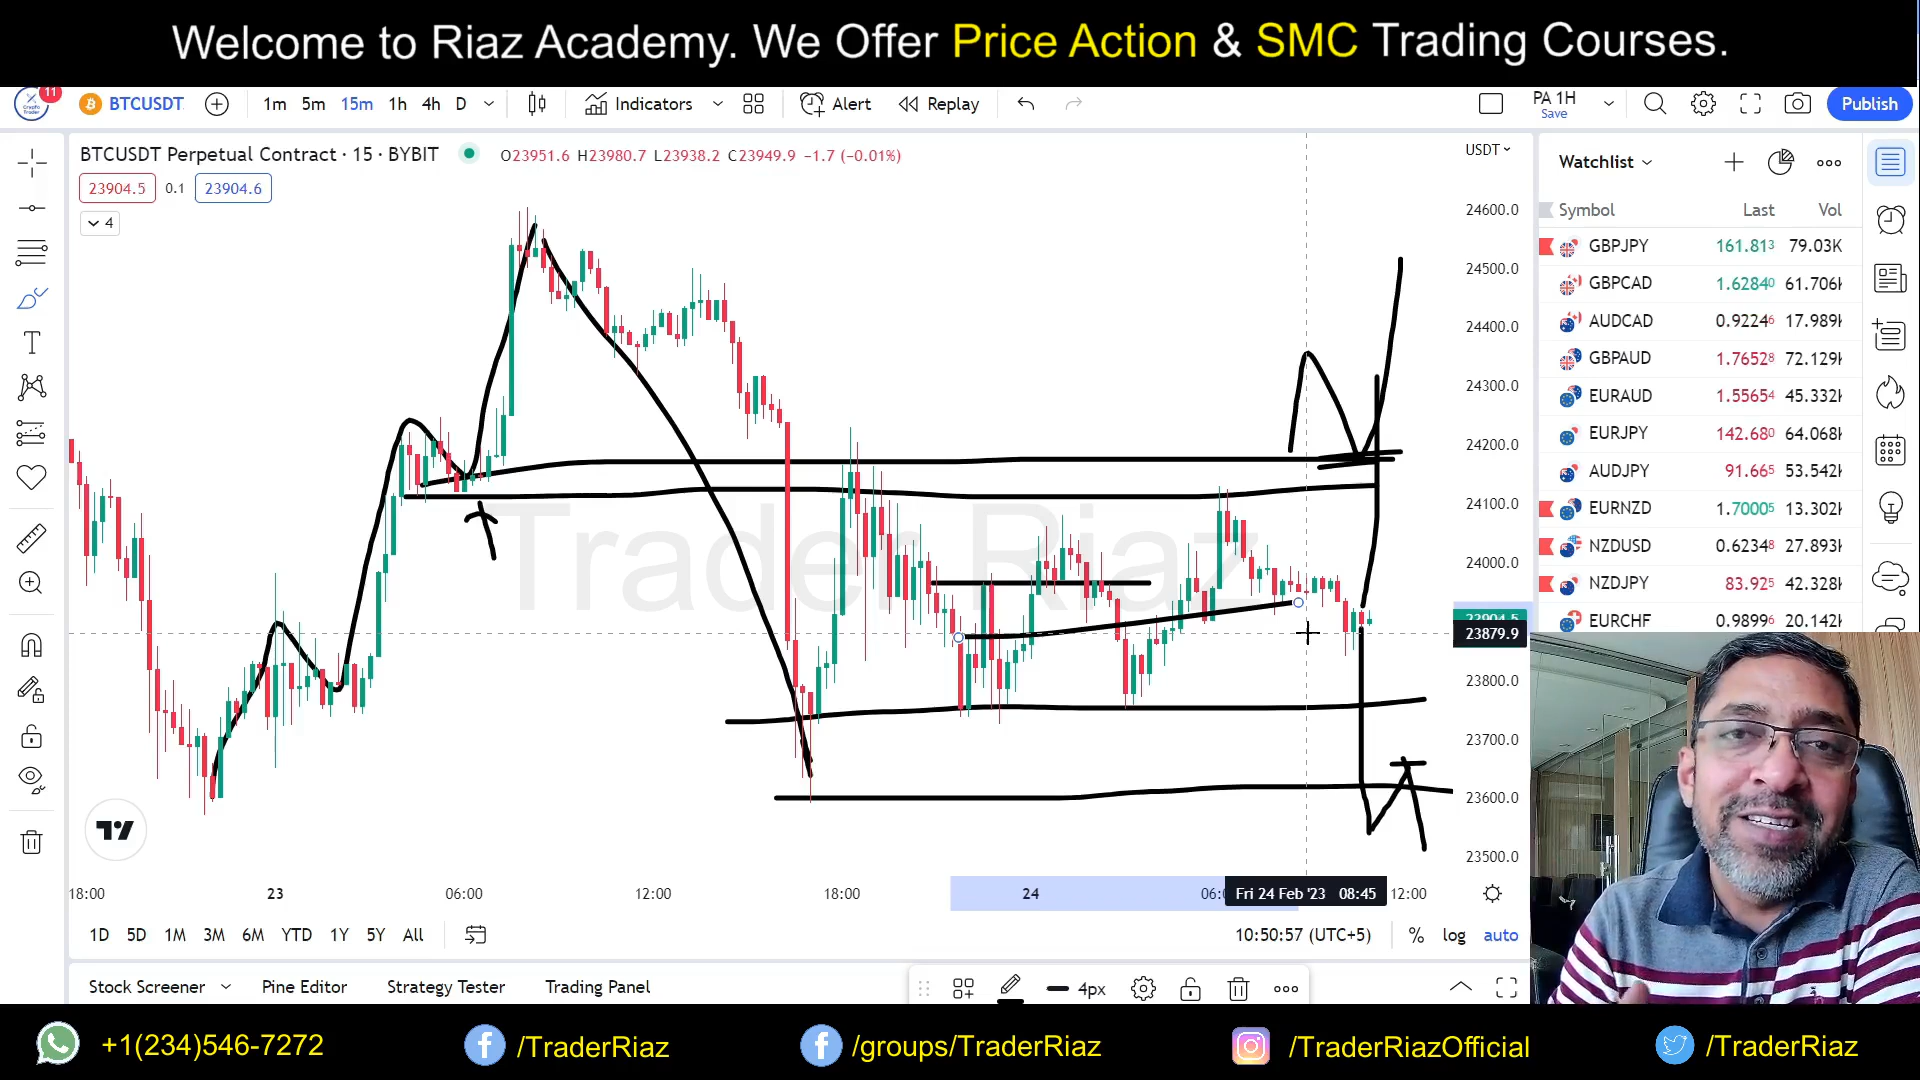 Welcome to Riaz Academy. We Offer Price Action & SMC Trading Courses.
11
BTCUSDT 1m 5m 15m 1h 4h D Indicators Alert Replay PA 1H Save Publish
BTCUSDT Perpetual Contract · 15 · BYBIT O23951.6 H23980.7 L23938.2 C23949.9 −1.7 (−0.01%)
USDT
23904.5 0.1 23904.6
4
24600.0
24500.0
24400.0
24300.0
24200.0
24100.0
24000.0
23904.5
23879.9
23800.0
23700.0
23600.0
23500.0
Trader Riaz
18:00 23 06:00 12:00 18:00 24 Fri 24 Feb '23 08:45 12:00
1D 5D 1M 3M 6M YTD 1Y 5Y All 10:50:57 (UTC+5) % log auto
Stock Screener Pine Editor Strategy Tester Trading Panel 4px
Watchlist
Symbol Last Vol
GBPJPY 161.813 79.03K
GBPCAD 1.62840 61.706K
AUDCAD 0.92246 17.989K
GBPAUD 1.76528 72.129K
EURAUD 1.55654 45.332K
EURJPY 142.680 64.068K
AUDJPY 91.665 53.542K
EURNZD 1.70005 13.302K
NZDUSD 0.62348 27.893K
NZDJPY 83.925 42.328K
EURCHF 0.98996 20.142K
+1(234)546-7272 /TraderRiaz /groups/TraderRiaz /TraderRiazOfficial /TraderRiaz